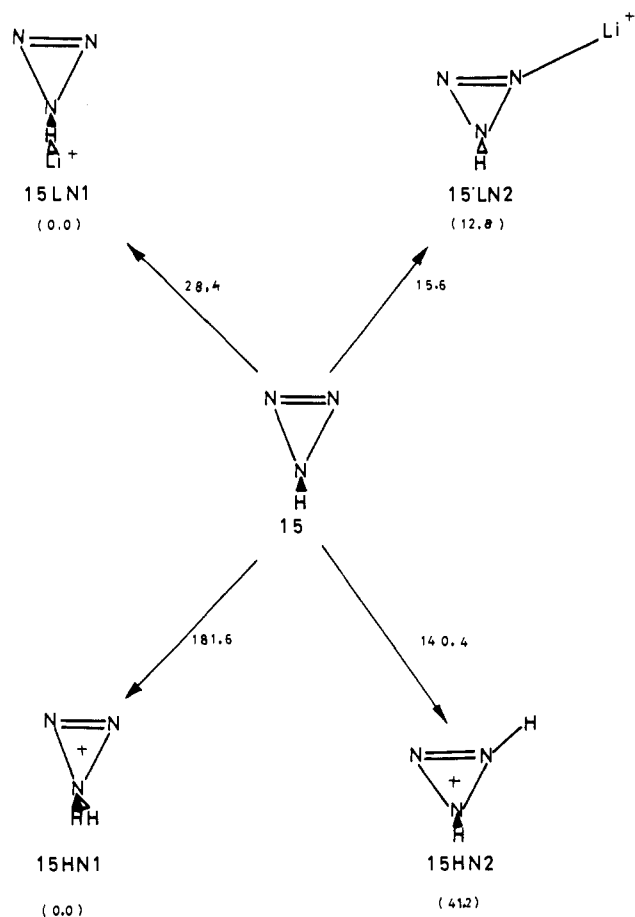 N N Li +
N N
N
H N
Li + H
15LN1 15'LN2
(0.0) (12.8)
28.4 15.6
N N
N
H
15
181.6 140.4
N N H
+ N N
N +
H H N
H
15HN1 15HN2
(0.0) (41.2)